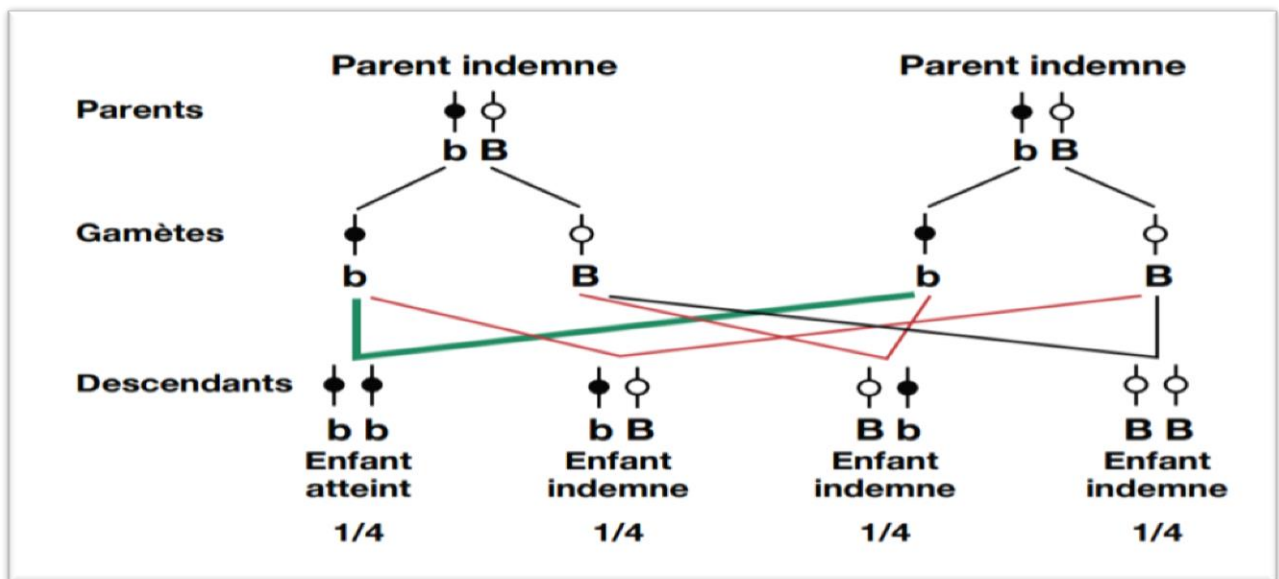 Parent indemne Parent indemne
Parents
b B b B
Gamètes
b B b B
Descendants
b b b B B b B B
Enfant Enfant Enfant Enfant
atteint indemne indemne indemne
1/4 1/4 1/4 1/4